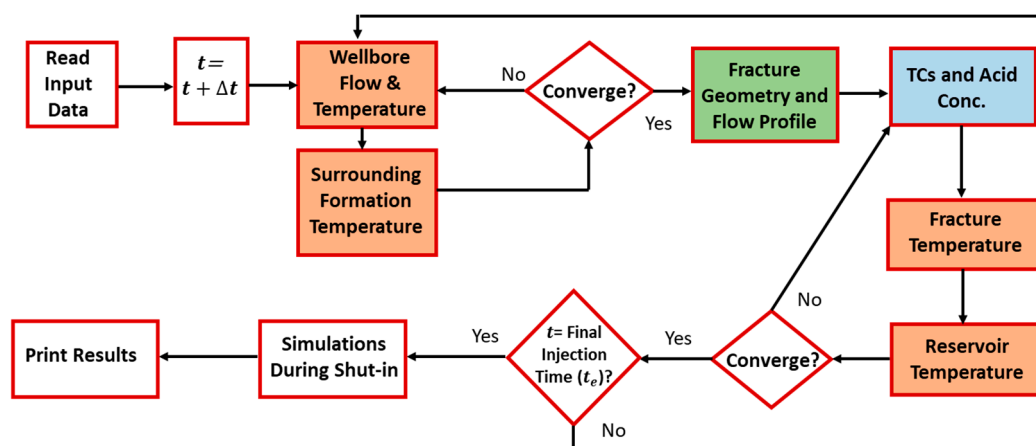 Read
Input
Data
t=
t + Δt
Wellbore
Flow &
Temperature
Surrounding
Formation
Temperature
No
Converge?
Yes
Fracture
Geometry and
Flow Profile
TCs and Acid
Conc.
Fracture
Temperature
Reservoir
Temperature
No
Converge?
Yes
t= Final
Injection
Time (tₑ)?
No
Yes
Simulations
During Shut-in
Print Results